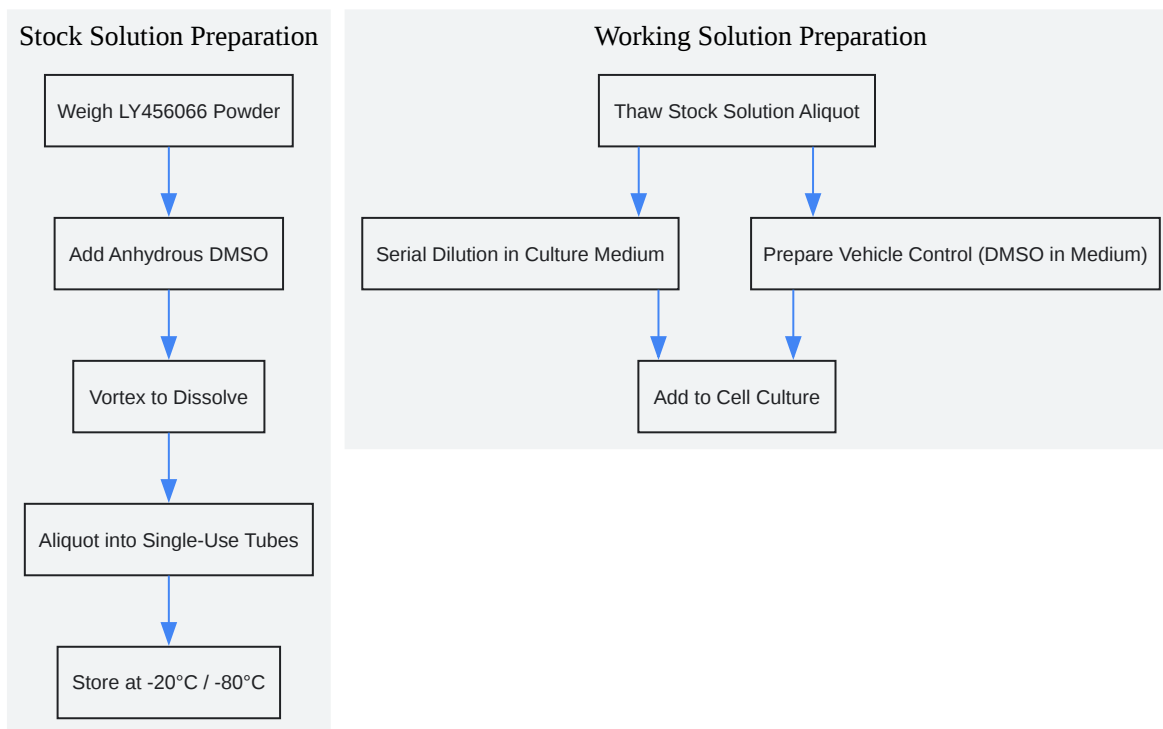 Stock Solution Preparation
Weigh LY456066 Powder
Add Anhydrous DMSO
Vortex to Dissolve
Aliquot into Single-Use Tubes
Store at -20°C / -80°C
Working Solution Preparation
Thaw Stock Solution Aliquot
Serial Dilution in Culture Medium
Prepare Vehicle Control (DMSO in Medium)
Add to Cell Culture